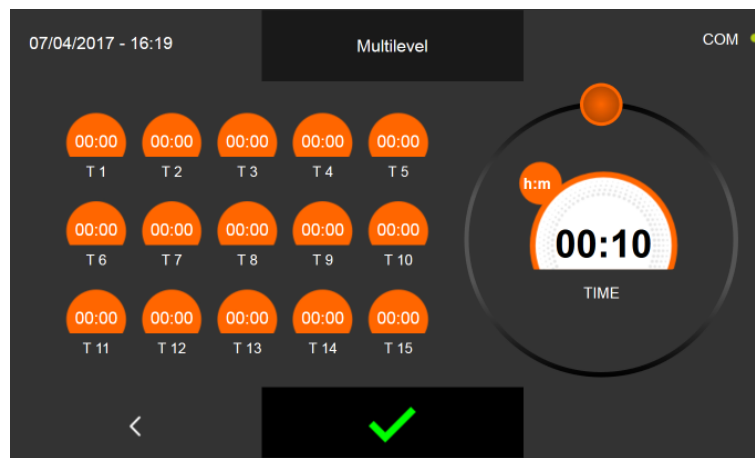 07/04/2017 - 16:19
Multilevel
COM
00:00 00:00 00:00 00:00 00:00
T 1 T 2 T 3 T 4 T 5
h:m
00:10
TIME
00:00 00:00 00:00 00:00 00:00
T 6 T 7 T 8 T 9 T 10
00:00 00:00 00:00 00:00 00:00
T 11 T 12 T 13 T 14 T 15